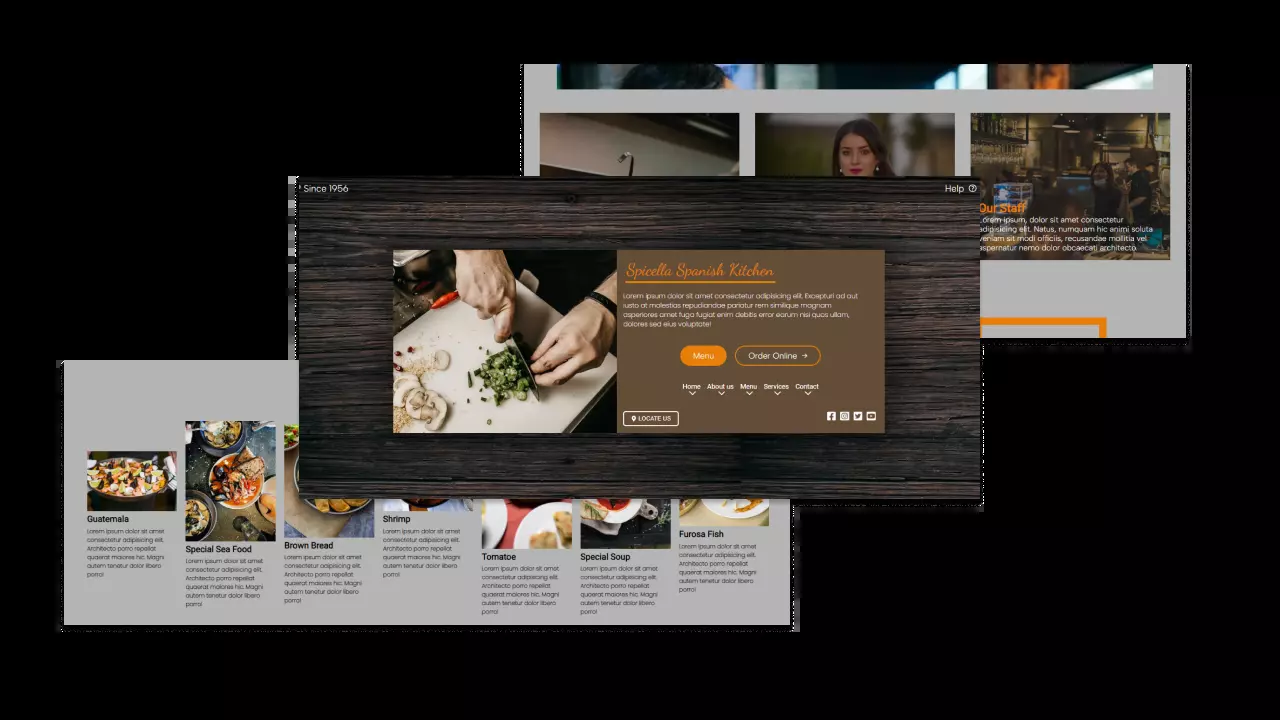 ' Since 1956
Help
Our Staff
Lorem ipsum, dolor sit amet consectetur
adipisicing elit. Natus, numquam hic animi soluta
veniam sit modi officiis, recusandae mollitia vel
aspernatur nemo dolor obcaecati architecto.
Spicella Spanish Kitchen
Lorem ipsum dolor sit amet consectetur adipisicing elit. Excepturi ad aut
iusto at molestias repudiandae pariatur rem similique magnam
asperiores amet fuga fugiat enim debitis error earum nisi quos ullam,
dolores sed eius voluptate!
Menu
Order Online →
Home About us Menu Services Contact
LOCATE US
Guatemala
Lorem ipsum dolor sit amet
consectetur adipisicing elit.
Architecto porro repellat
quaerat maiores hic. Magni
autem tenetur dolor libero
porro!
Special Sea Food
Lorem ipsum dolor sit amet
consectetur adipisicing elit.
Architecto porro repellat
quaerat maiores hic. Magni
autem tenetur dolor libero
porro!
Brown Bread
Lorem ipsum dolor sit amet
consectetur adipisicing elit.
Architecto porro repellat
quaerat maiores hic. Magni
autem tenetur dolor libero
porro!
Shrimp
Lorem ipsum dolor sit amet
consectetur adipisicing elit.
Architecto porro repellat
quaerat maiores hic. Magni
autem tenetur dolor libero
porro!
Tomatoe
Lorem ipsum dolor sit amet
consectetur adipisicing elit.
Architecto porro repellat
quaerat maiores hic. Magni
autem tenetur dolor libero
porro!
Special Soup
Lorem ipsum dolor sit amet
consectetur adipisicing elit.
Architecto porro repellat
quaerat maiores hic. Magni
autem tenetur dolor libero
porro!
Furosa Fish
Lorem ipsum dolor sit amet
consectetur adipisicing elit.
Architecto porro repellat
quaerat maiores hic. Magni
autem tenetur dolor libero
porro!